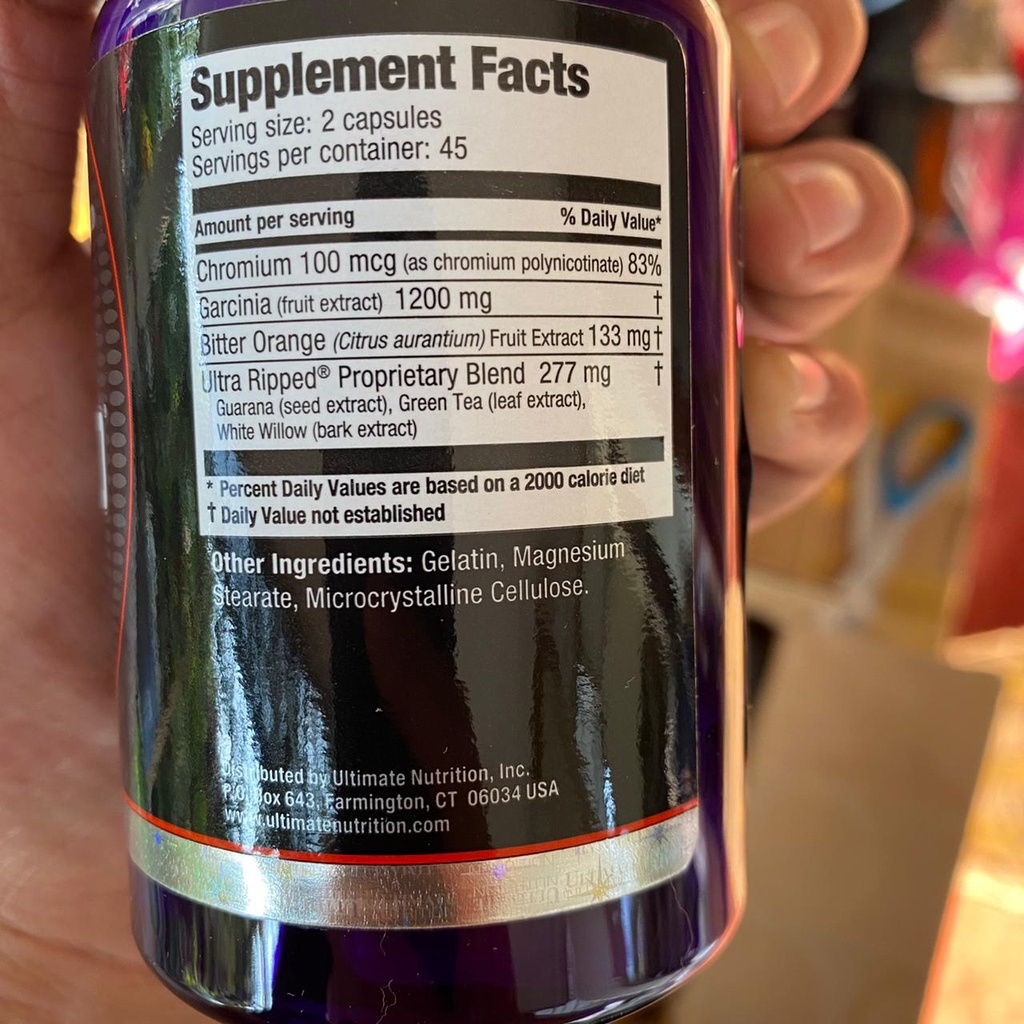 Supplement Facts
Serving size: 2 capsules
Servings per container: 45
Amount per serving % Daily Value*
Chromium 100 mcg (as chromium polynicotinate) 83%
Garcinia (fruit extract) 1200 mg †
Bitter Orange (Citrus aurantium) Fruit Extract 133 mg †
Ultra Ripped® Proprietary Blend 277 mg †
Guarana (seed extract), Green Tea (leaf extract),
White Willow (bark extract)
* Percent Daily Values are based on a 2000 calorie diet
† Daily Value not established
Other Ingredients: Gelatin, Magnesium
Stearate, Microcrystalline Cellulose.
Distributed by Ultimate Nutrition, Inc.
P.O. Box 643, Farmington, CT 06034 USA
www.ultimatenutrition.com